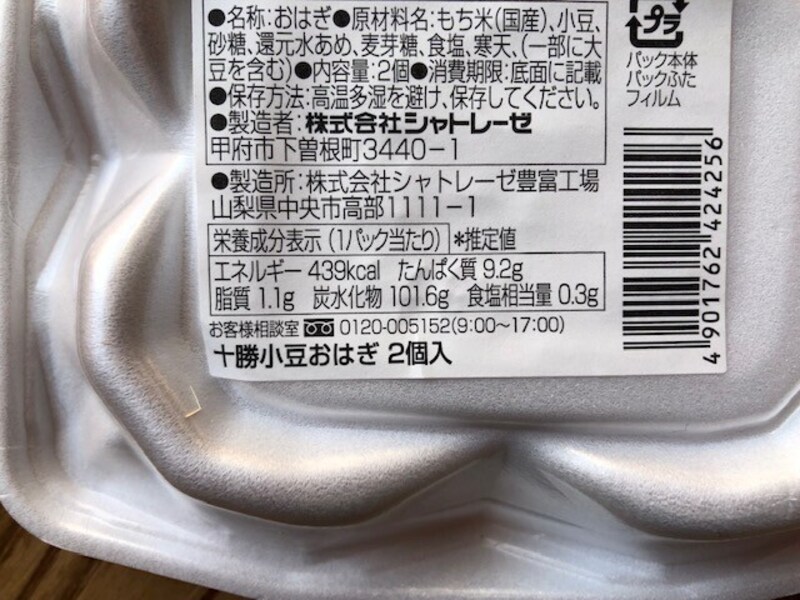 ●名称:おはぎ●原材料名:もち米(国産)、小豆、
砂糖、還元水あめ、麦芽糖、食塩、寒天、(一部に大
豆を含む)●内容量:2個●消費期限:底面に記載
●保存方法:高温多湿を避け、保存してください。
●製造者:株式会社シャトレーゼ
甲府市下曽根町3440-1
●製造所:株式会社シャトレーゼ豊富工場
山梨県中央市高部1111-1
栄養成分表示(1パック当たり)*推定値
エネルギー 439kcal たんぱく質 9.2g
脂質 1.1g 炭水化物 101.6g 食塩相当量 0.3g
お客様相談室 0120-005152(9:00~17:00)
十勝小豆おはぎ 2個入
プラ
パック本体
パックふた
フィルム
4 901762 424256